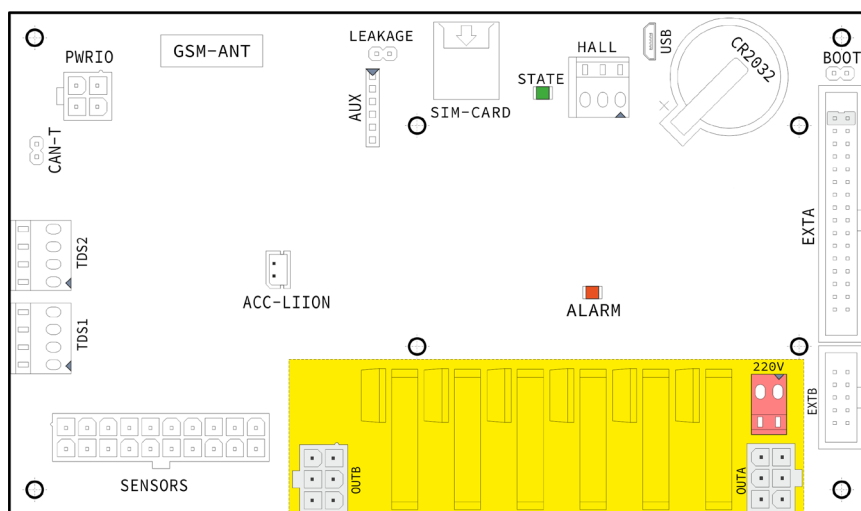 LEAKAGE
PWRIO
GSM-ANT
HALL
USB
CR2032
BOOT
STATE
AUX
SIM-CARD
CAN-T
TDS2
EXTA
ACC-LIION
ALARM
TDS1
220V
EXTB
SENSORS
OUTB
OUTA